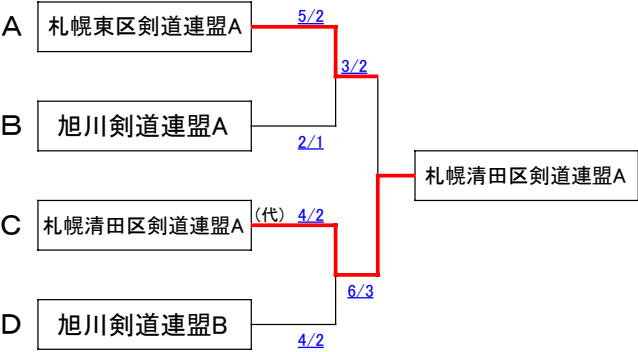 A 札幌東区剣道連盟A 5/2
3/2
B 旭川剣道連盟A 2/1
札幌清田区剣道連盟A
C 札幌清田区剣道連盟A (代) 4/2
6/3
D 旭川剣道連盟B 4/2